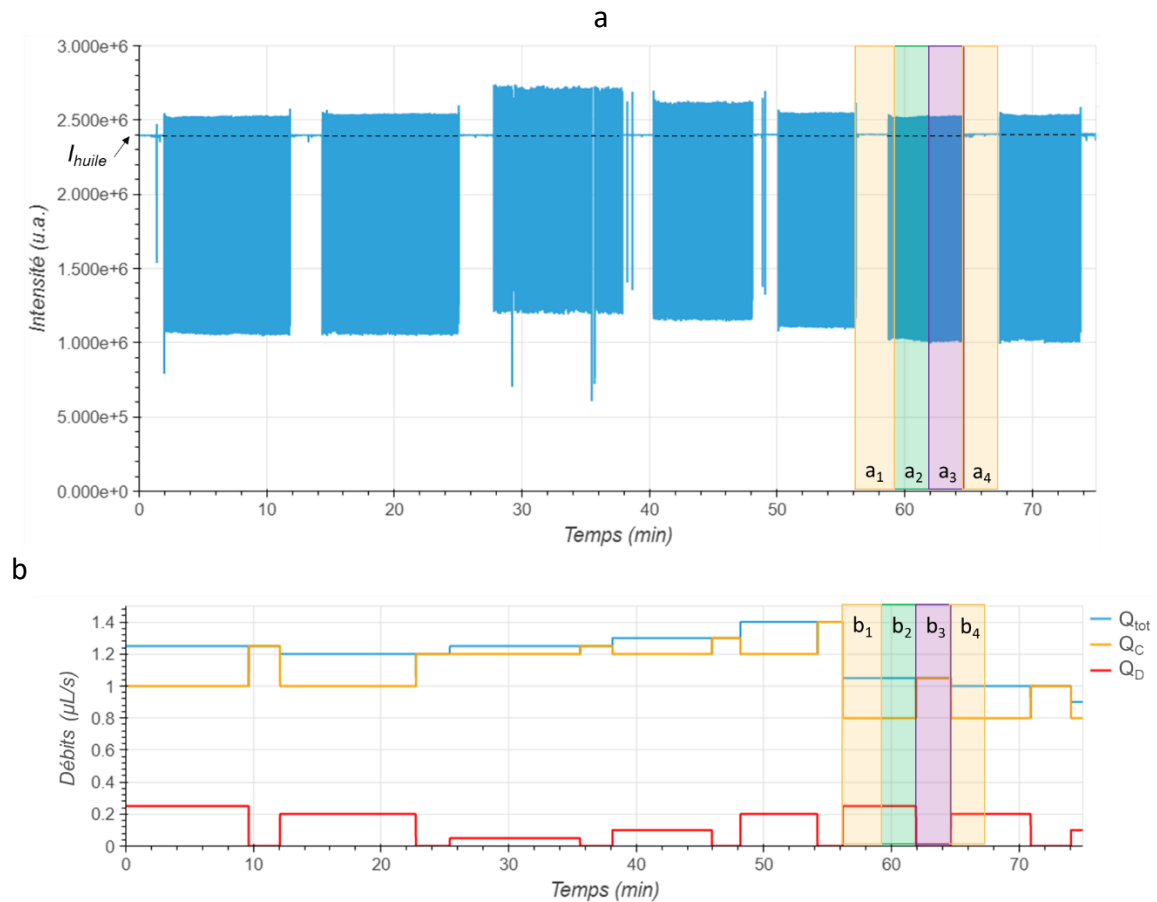 a
3.000e+6
2.500e+6
2.000e+6
1.500e+6
1.000e+6
5.000e+5
0.000e+0
Intensité (u.a.)
I_huile
a₁ a₂ a₃ a₄
0 10 20 30 40 50 60 70
Temps (min)
b
1.4
1.2
1
0.8
0.6
0.4
0.2
0
Débits (µL/s)
b₁ b₂ b₃ b₄
Q_tot
Q_C
Q_D
0 10 20 30 40 50 60 70
Temps (min)